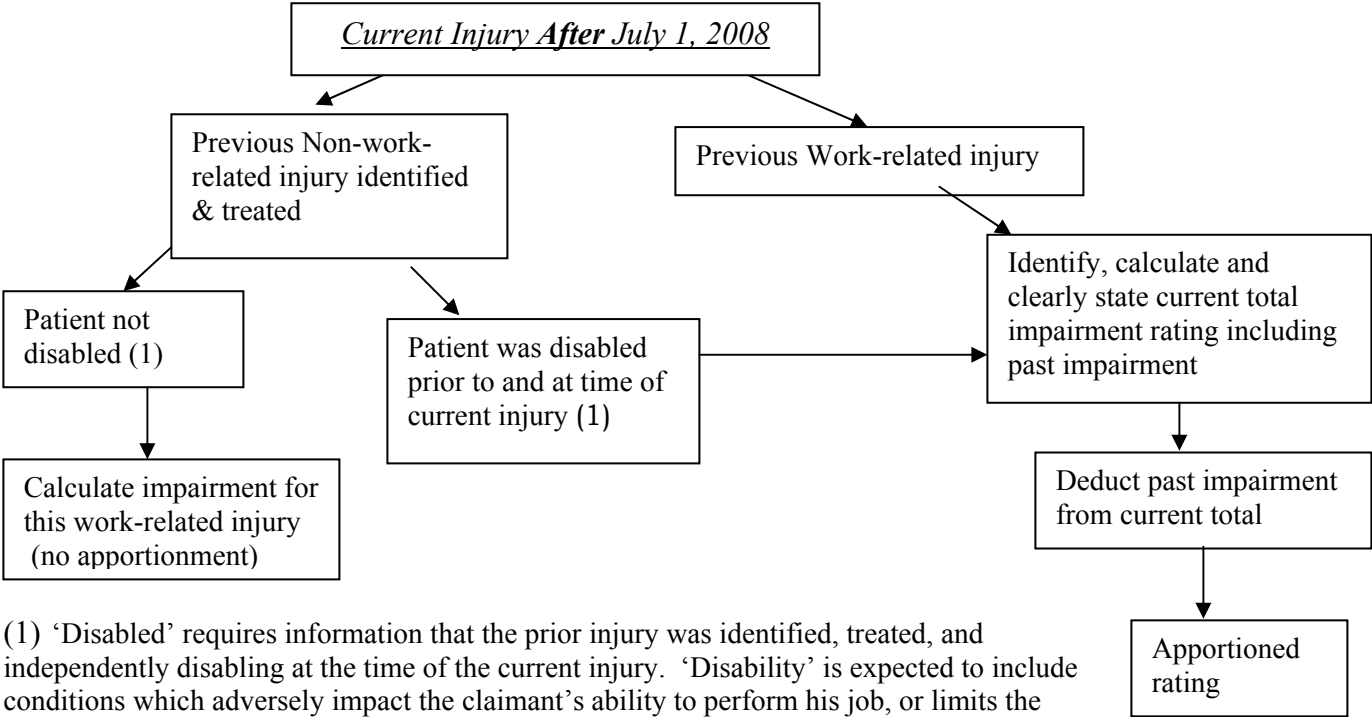 Current Injury After July 1, 2008
Previous Non-work-
related injury identified
& treated
Previous Work-related injury
Patient not
disabled (1)
Patient was disabled
prior to and at time of
current injury (1)
Identify, calculate and
clearly state current total
impairment rating including
past impairment
Calculate impairment for
this work-related injury
(no apportionment)
Deduct past impairment
from current total
Apportioned
rating
(1) ‘Disabled’ requires information that the prior injury was identified, treated, and
independently disabling at the time of the current injury. ‘Disability’ is expected to include
conditions which adversely impact the claimant’s ability to perform his job, or limits the